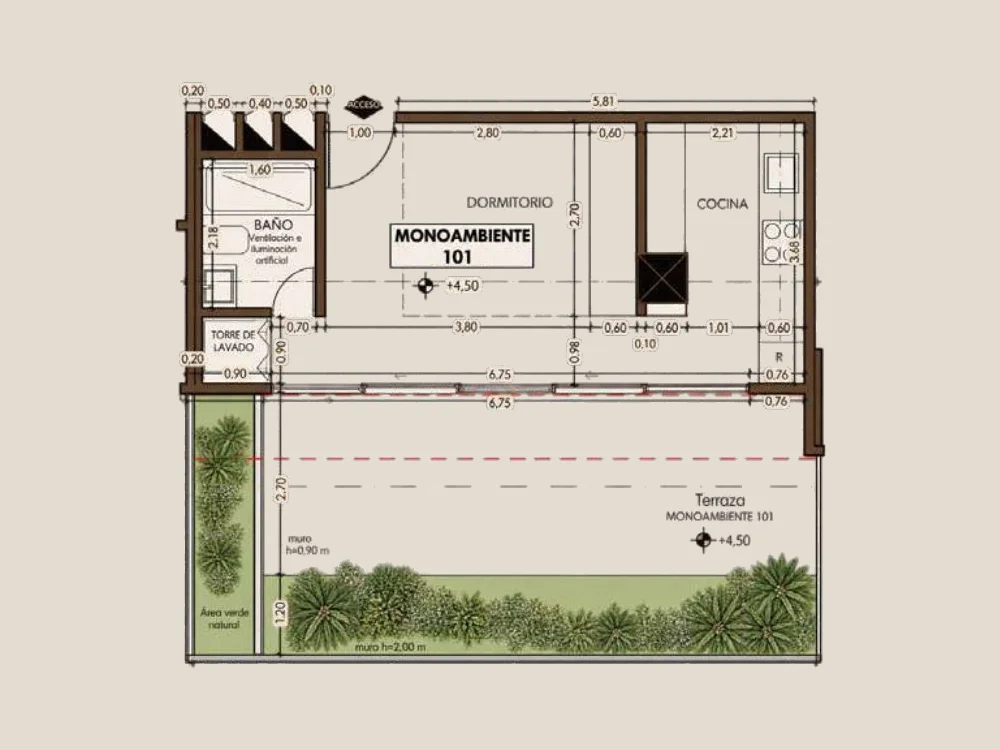 0,20
0,10
0,50
0,40
0,50
ACCESO
5,81
1,00
2,80
0,60
2,21
1,60
DORMITORIO
COCINA
2,70
BAÑO
Ventilación e
iluminación
artificial
2,18
MONOAMBIENTE
101
3,68
+4,50
0,70
3,80
0,60
0,60
1,01
0,60
TORRE DE
LAVADO
0,90
0,98
0,10
0,20
0,90
R
6,75
0,76
6,75
0,76
2,70
Terraza
MONOAMBIENTE 101
+4,50
muro
h=0,90 m
1,20
Área verde
natural
muro h=2,00 m